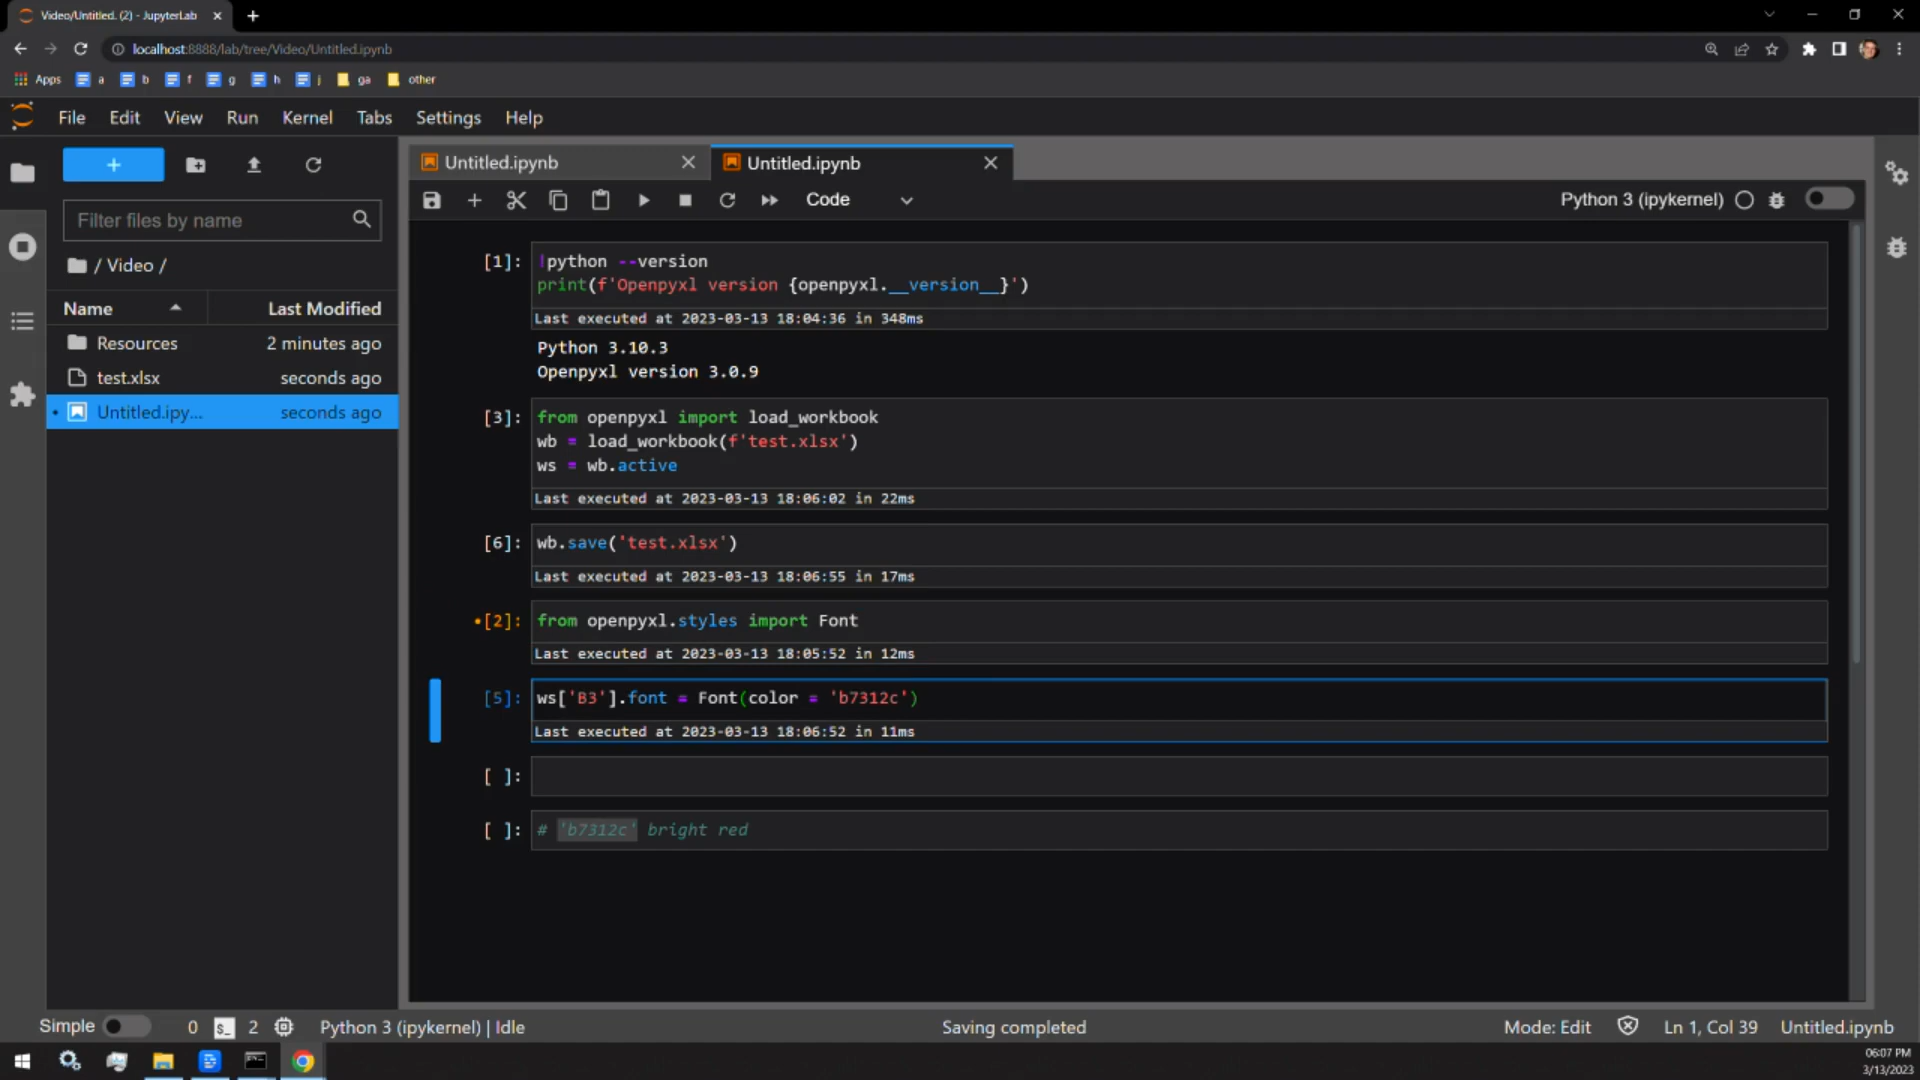 Video/Untitled. (2) - JupyterLab
localhost:8888/lab/tree/Video/Untitled.ipynb
Apps a b f g h j ga other
File Edit View Run Kernel Tabs Settings Help
Untitled.ipynb
Untitled.ipynb
Code
Python 3 (ipykernel)
Filter files by name
/ Video /
Name Last Modified
Resources 2 minutes ago
test.xlsx seconds ago
Untitled.ipy... seconds ago
[1]: !python --version
print(f'Openpyxl version {openpyxl.__version__}')
Last executed at 2023-03-13 18:04:36 in 348ms
Python 3.10.3
Openpyxl version 3.0.9
[3]: from openpyxl import load_workbook
wb = load_workbook(f'test.xlsx')
ws = wb.active
Last executed at 2023-03-13 18:06:02 in 22ms
[6]: wb.save('test.xlsx')
Last executed at 2023-03-13 18:06:55 in 17ms
•[2]: from openpyxl.styles import Font
Last executed at 2023-03-13 18:05:52 in 12ms
[5]: ws['B3'].font = Font(color = 'b7312c')
Last executed at 2023-03-13 18:06:52 in 11ms
[ ]:
[ ]: # 'b7312c' bright red
Simple 0 $_ 2 Python 3 (ipykernel) | Idle Saving completed Mode: Edit Ln 1, Col 39 Untitled.ipynb
06:07 PM
3/13/2023